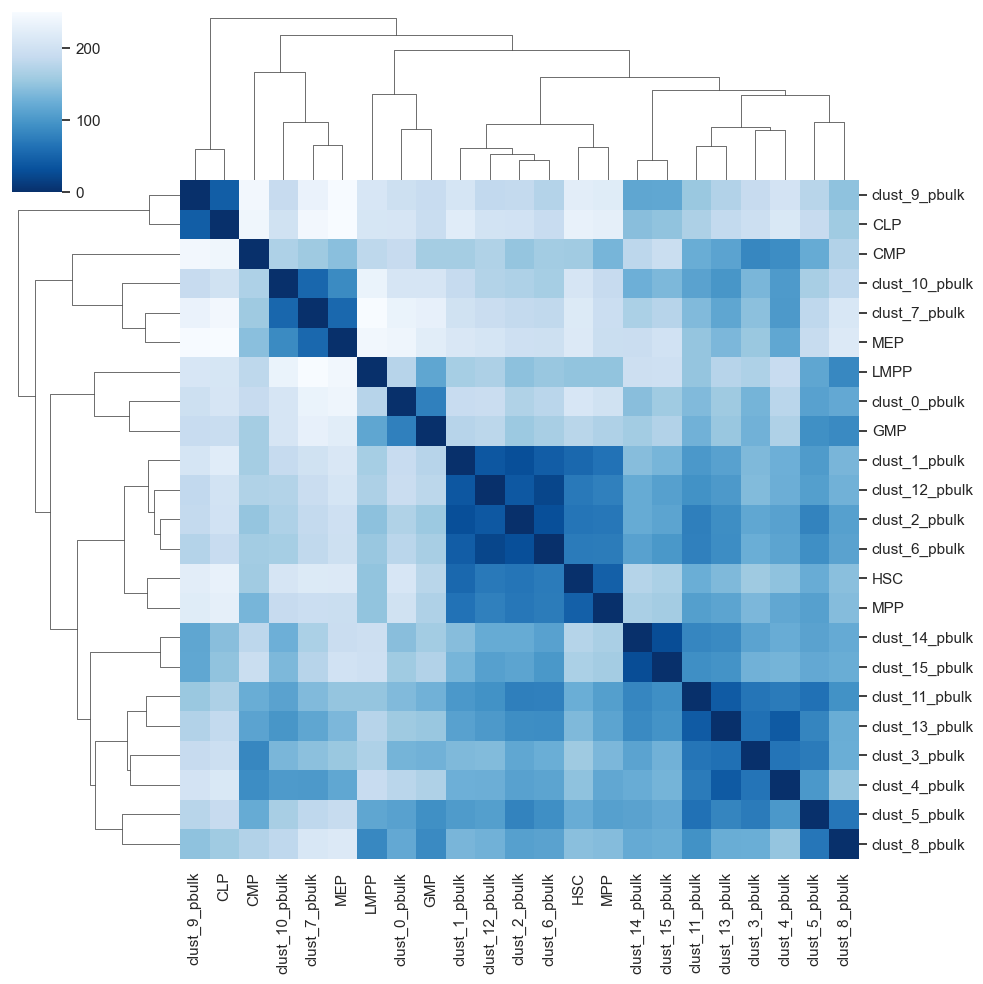 200
100
0
clust_9_pbulk
CLP
CMP
clust_10_pbulk
clust_7_pbulk
MEP
LMPP
clust_0_pbulk
GMP
clust_1_pbulk
clust_12_pbulk
clust_2_pbulk
clust_6_pbulk
HSC
MPP
clust_14_pbulk
clust_15_pbulk
clust_11_pbulk
clust_13_pbulk
clust_3_pbulk
clust_4_pbulk
clust_5_pbulk
clust_8_pbulk
clust_9_pbulk
CLP
CMP
clust_10_pbulk
clust_7_pbulk
MEP
LMPP
clust_0_pbulk
GMP
clust_1_pbulk
clust_12_pbulk
clust_2_pbulk
clust_6_pbulk
HSC
MPP
clust_14_pbulk
clust_15_pbulk
clust_11_pbulk
clust_13_pbulk
clust_3_pbulk
clust_4_pbulk
clust_5_pbulk
clust_8_pbulk